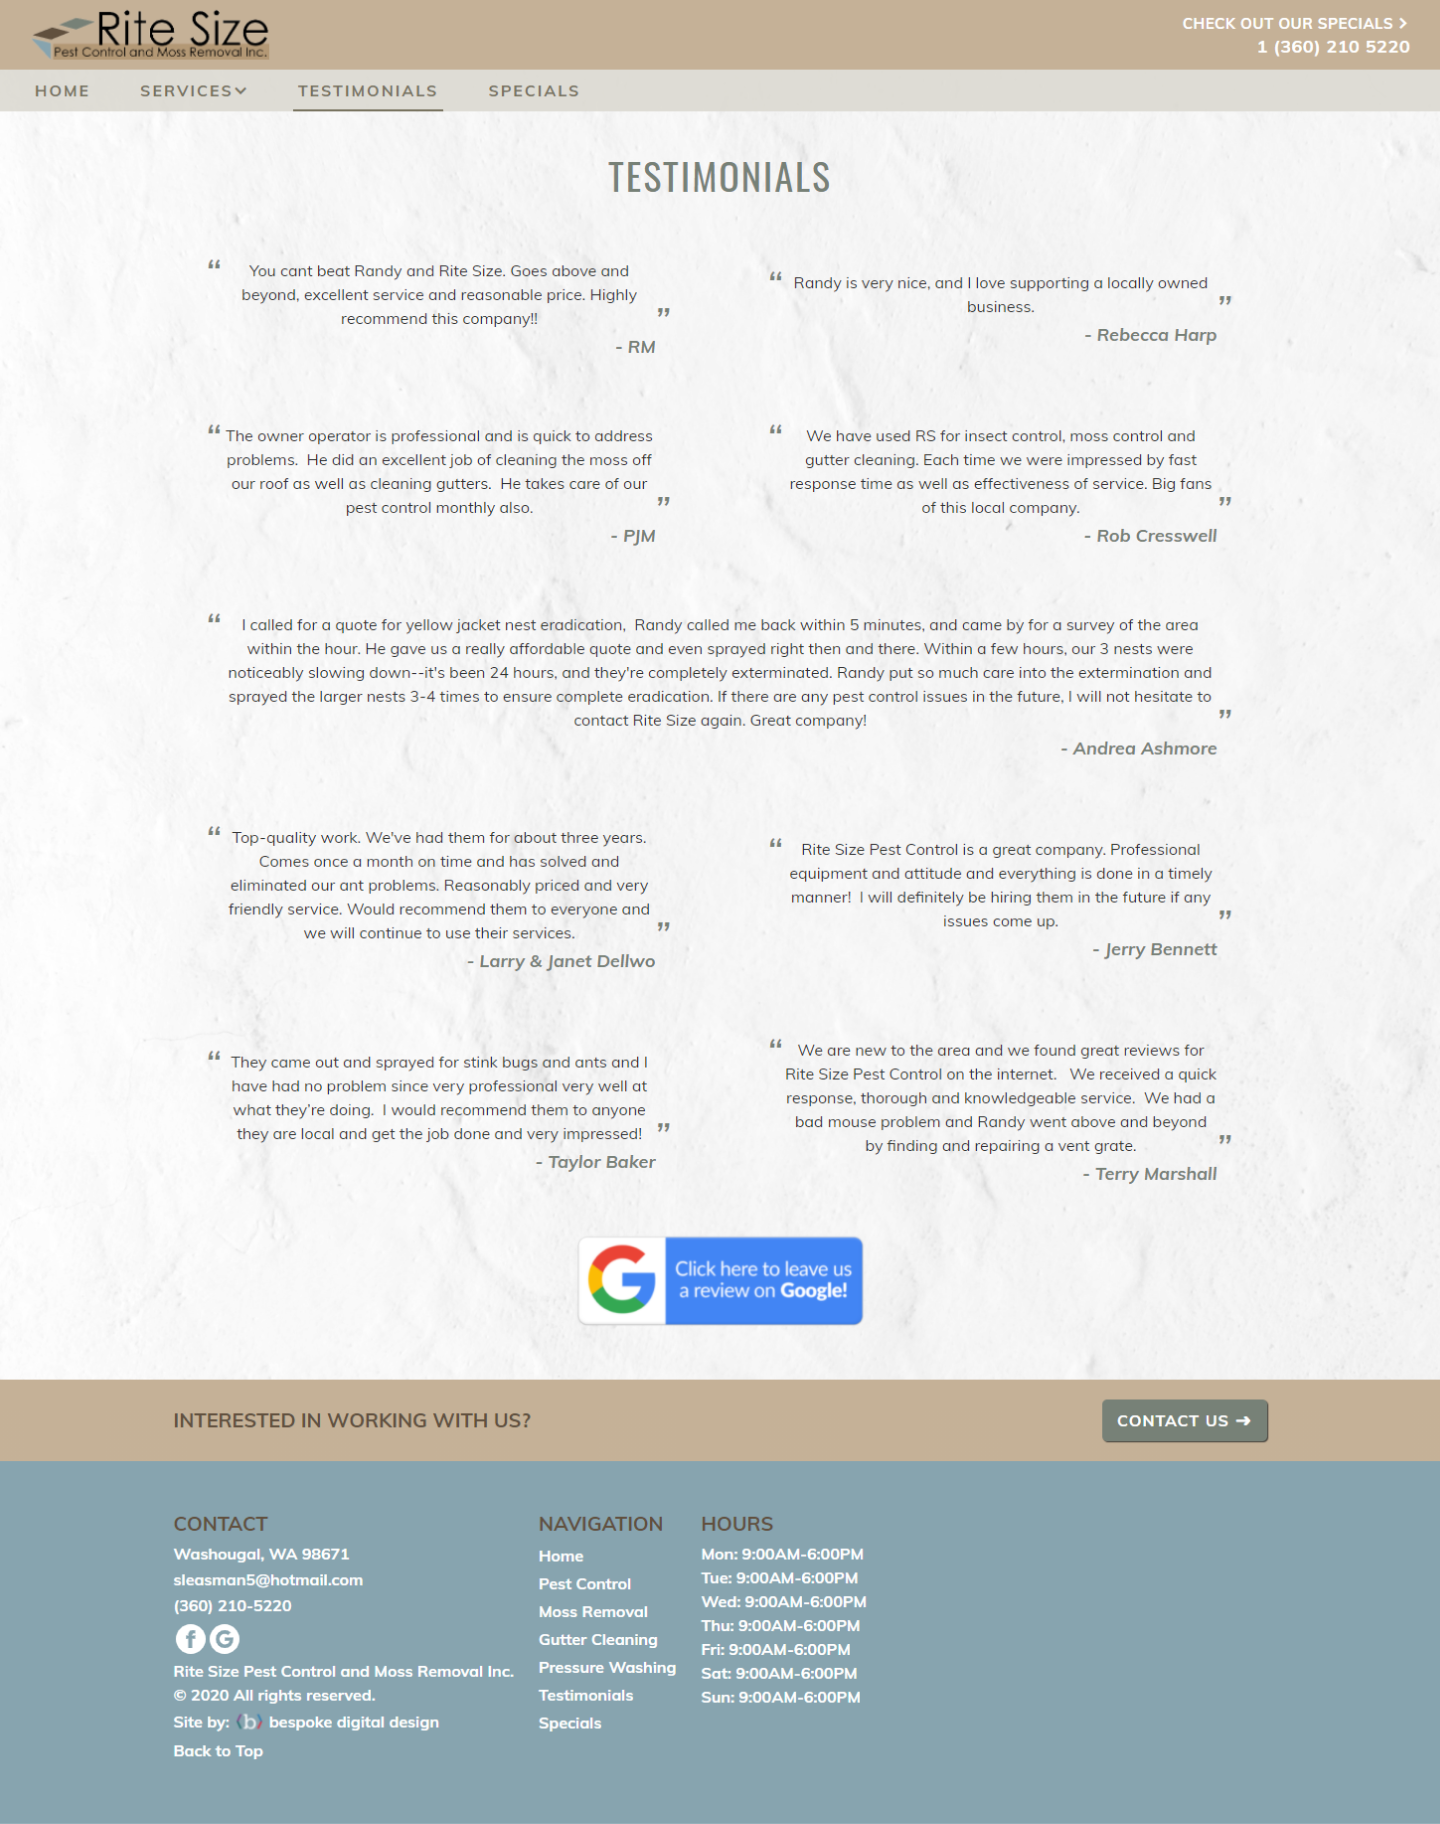 Rite Size
Pest Control and Moss Removal Inc.
CHECK OUT OUR SPECIALS
1 (360) 210 5220
HOME
SERVICES
TESTIMONIALS
SPECIALS
TESTIMONIALS
“ You cant beat Randy and Rite Size. Goes above and
beyond, excellent service and reasonable price. Highly
recommend this company!! ”
- RM
“ Randy is very nice, and I love supporting a locally owned
business. ”
- Rebecca Harp
“ The owner operator is professional and is quick to address
problems.  He did an excellent job of cleaning the moss off
our roof as well as cleaning gutters.  He takes care of our
pest control monthly also. ”
- PJM
“ We have used RS for insect control, moss control and
gutter cleaning. Each time we were impressed by fast
response time as well as effectiveness of service. Big fans
of this local company. ”
- Rob Cresswell
“ I called for a quote for yellow jacket nest eradication,  Randy called me back within 5 minutes, and came by for a survey of the area
within the hour. He gave us a really affordable quote and even sprayed right then and there. Within a few hours, our 3 nests were
noticeably slowing down--it's been 24 hours, and they're completely exterminated. Randy put so much care into the extermination and
sprayed the larger nests 3-4 times to ensure complete eradication. If there are any pest control issues in the future, I will not hesitate to
contact Rite Size again. Great company! ”
- Andrea Ashmore
“ Top-quality work. We've had them for about three years.
Comes once a month on time and has solved and
eliminated our ant problems. Reasonably priced and very
friendly service. Would recommend them to everyone and
we will continue to use their services. ”
- Larry & Janet Dellwo
“ Rite Size Pest Control is a great company. Professional
equipment and attitude and everything is done in a timely
manner!  I will definitely be hiring them in the future if any
issues come up. ”
- Jerry Bennett
“ They came out and sprayed for stink bugs and ants and I
have had no problem since very professional very well at
what they’re doing.  I would recommend them to anyone
they are local and get the job done and very impressed! ”
- Taylor Baker
“ We are new to the area and we found great reviews for
Rite Size Pest Control on the internet.   We received a quick
response, thorough and knowledgeable service.  We had a
bad mouse problem and Randy went above and beyond
by finding and repairing a vent grate. ”
- Terry Marshall
Click here to leave us
a review on Google!
INTERESTED IN WORKING WITH US?
CONTACT US
CONTACT
Washougal, WA 98671
sleasman5@hotmail.com
(360) 210-5220
Rite Size Pest Control and Moss Removal Inc.
© 2020 All rights reserved.
Site by: (b) bespoke digital design
Back to Top
NAVIGATION
Home
Pest Control
Moss Removal
Gutter Cleaning
Pressure Washing
Testimonials
Specials
HOURS
Mon: 9:00AM-6:00PM
Tue: 9:00AM-6:00PM
Wed: 9:00AM-6:00PM
Thu: 9:00AM-6:00PM
Fri: 9:00AM-6:00PM
Sat: 9:00AM-6:00PM
Sun: 9:00AM-6:00PM